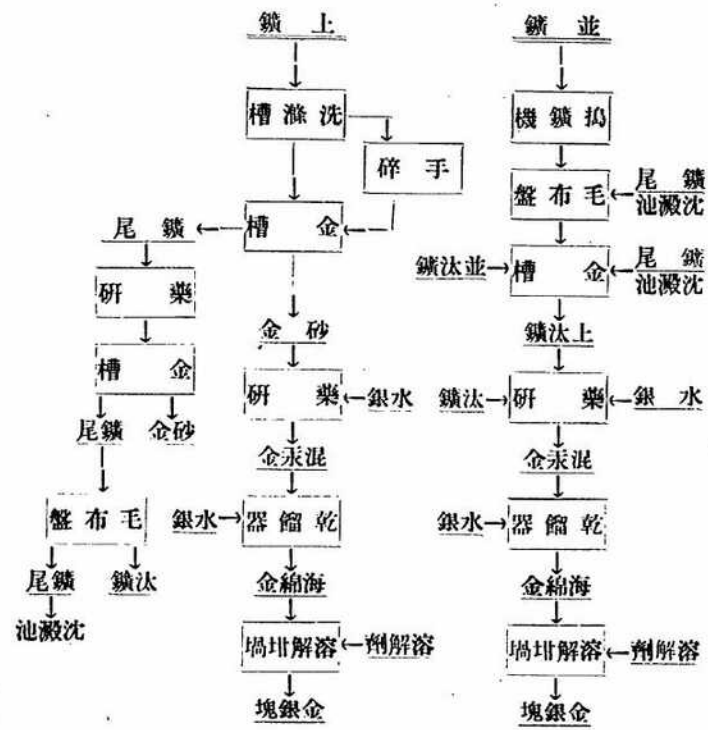 並鑛
搗鑛機
毛布盤
鑛尾
沈澱池
金槽
鑛尾
沈澱池
並汰鑛
上汰鑛
水銀
藥研
汰鑛
混汞金
乾餾器
水銀
海綿金
溶解劑
溶解坩堝
金銀塊
上鑛
洗滌槽
手碎
金槽
砂金
水銀
藥研
混汞金
乾餾器
水銀
海綿金
溶解劑
溶解坩堝
金銀塊
鑛尾
藥研
金槽
砂金
鑛尾
毛布盤
汰鑛
鑛尾
沈澱池